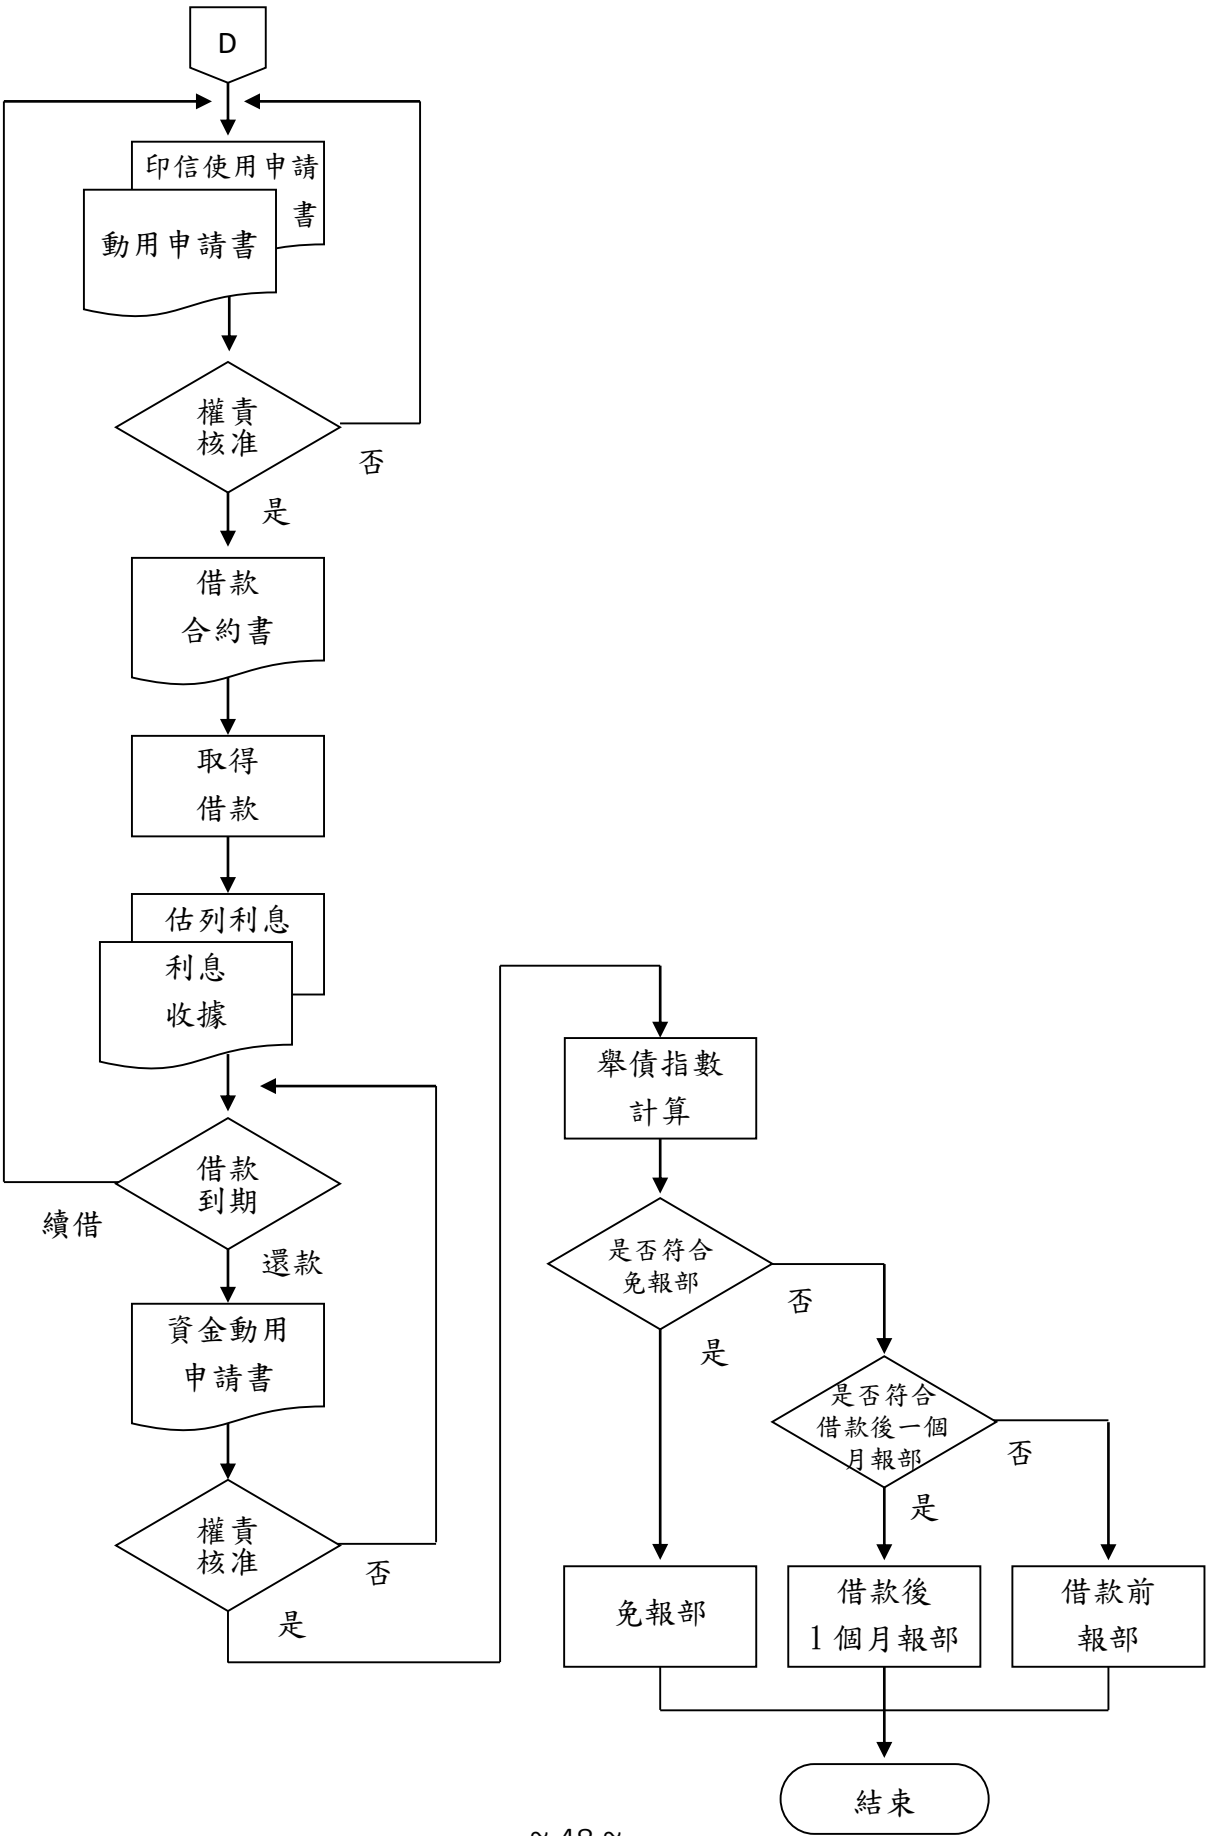 D
印信使用申請
書
動用申請書
權責
核准
否
是
借款
合約書
取得
借款
估列利息
利息
收據
借款
到期
續借
還款
資金動用
申請書
權責
核准
否
是
舉債指數
計算
是否符合
免報部
否
是
是否符合
借款後一個
月報部
否
是
免報部
借款後
1 個月報部
借款前
報部
結束
~ 48 ~